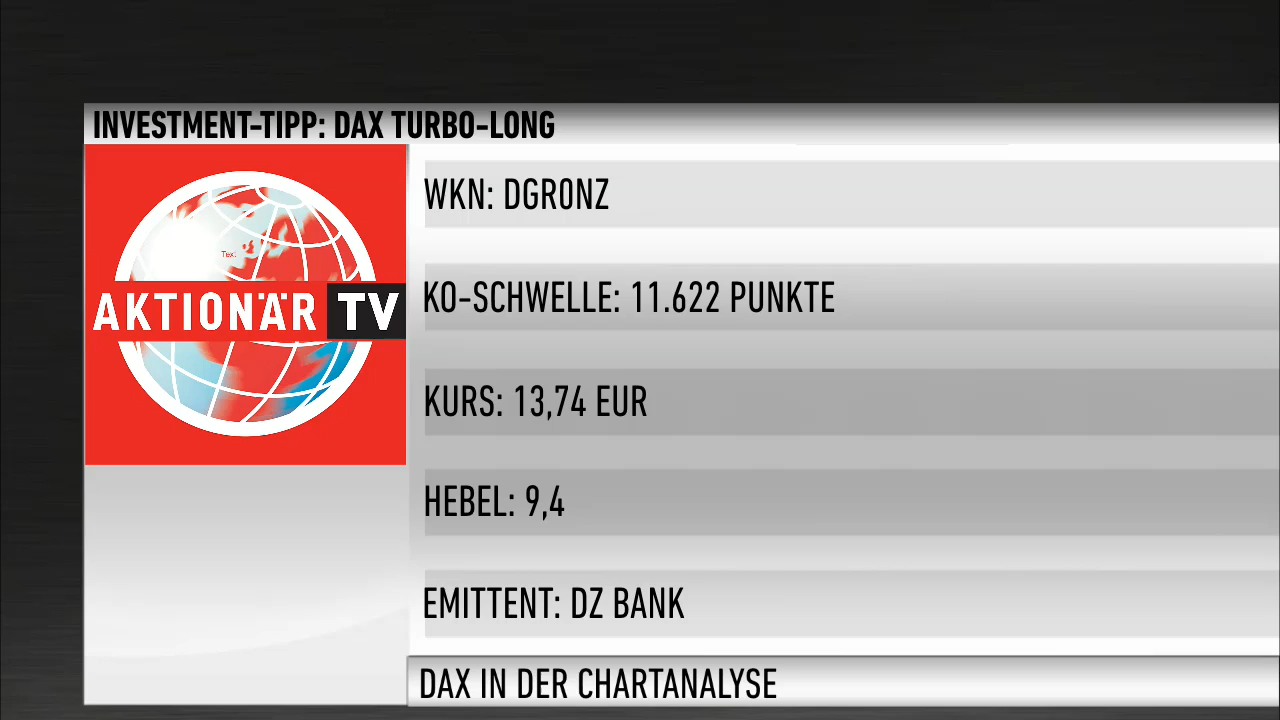 INVESTMENT-TIPP: DAX TURBO-LONG
WKN: DGR0NZ
Text
AKTIONÄR TV
KO-SCHWELLE: 11.622 PUNKTE
KURS: 13,74 EUR
HEBEL: 9,4
EMITTENT: DZ BANK
DAX IN DER CHARTANALYSE